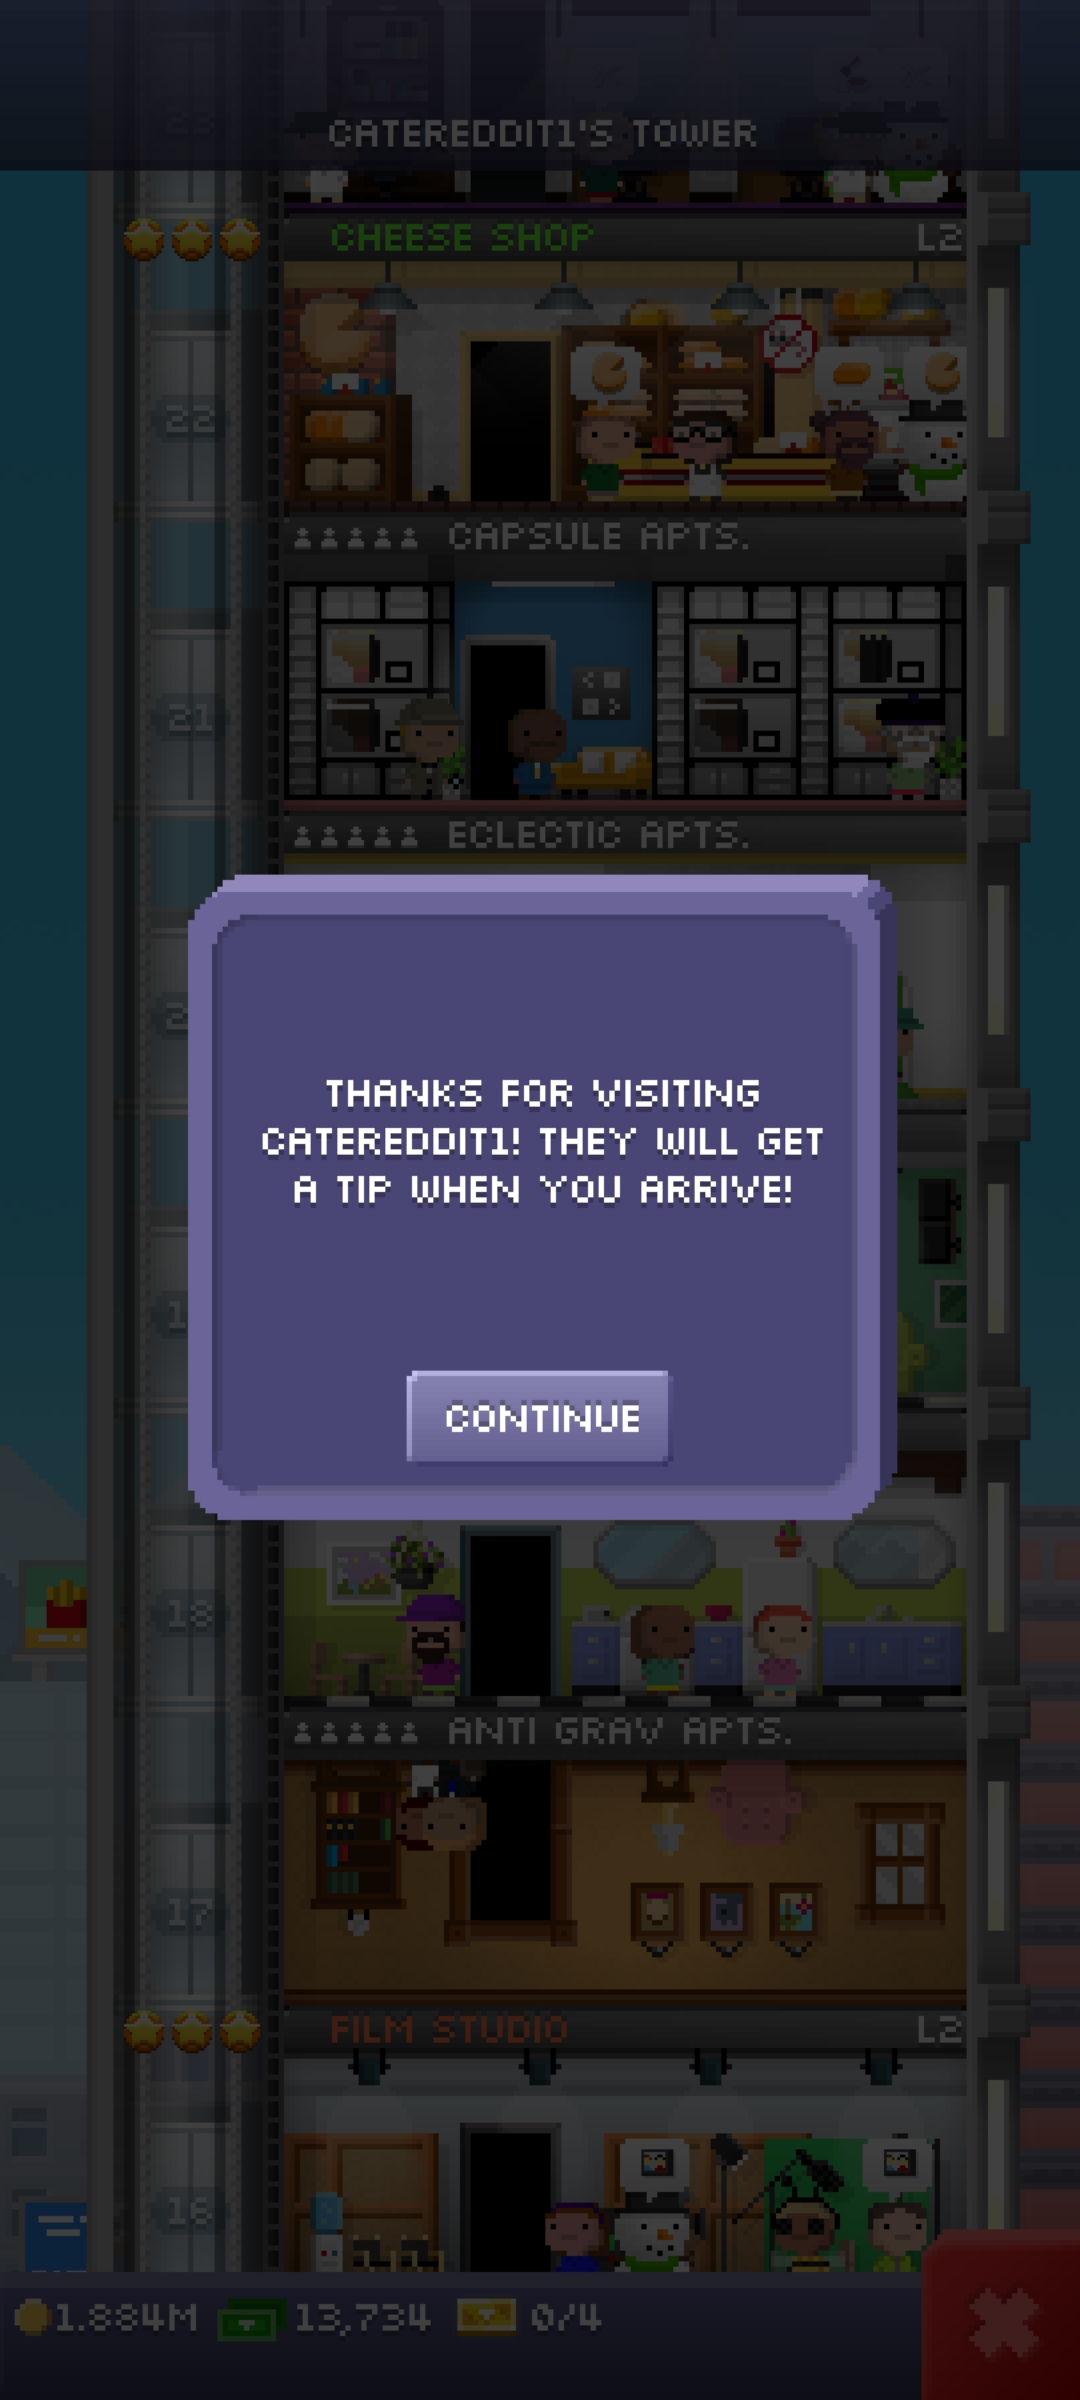 CATEREDDIT1'S TOWER
CHEESE SHOP L2
22
CAPSULE APTS.
21
ECLECTIC APTS.
THANKS FOR VISITING
CATEREDDIT1! THEY WILL GET
A TIP WHEN YOU ARRIVE!
CONTINUE
18
ANTI GRAV APTS.
17
FILM STUDIO L2
16
1.884M 13,734 0/4